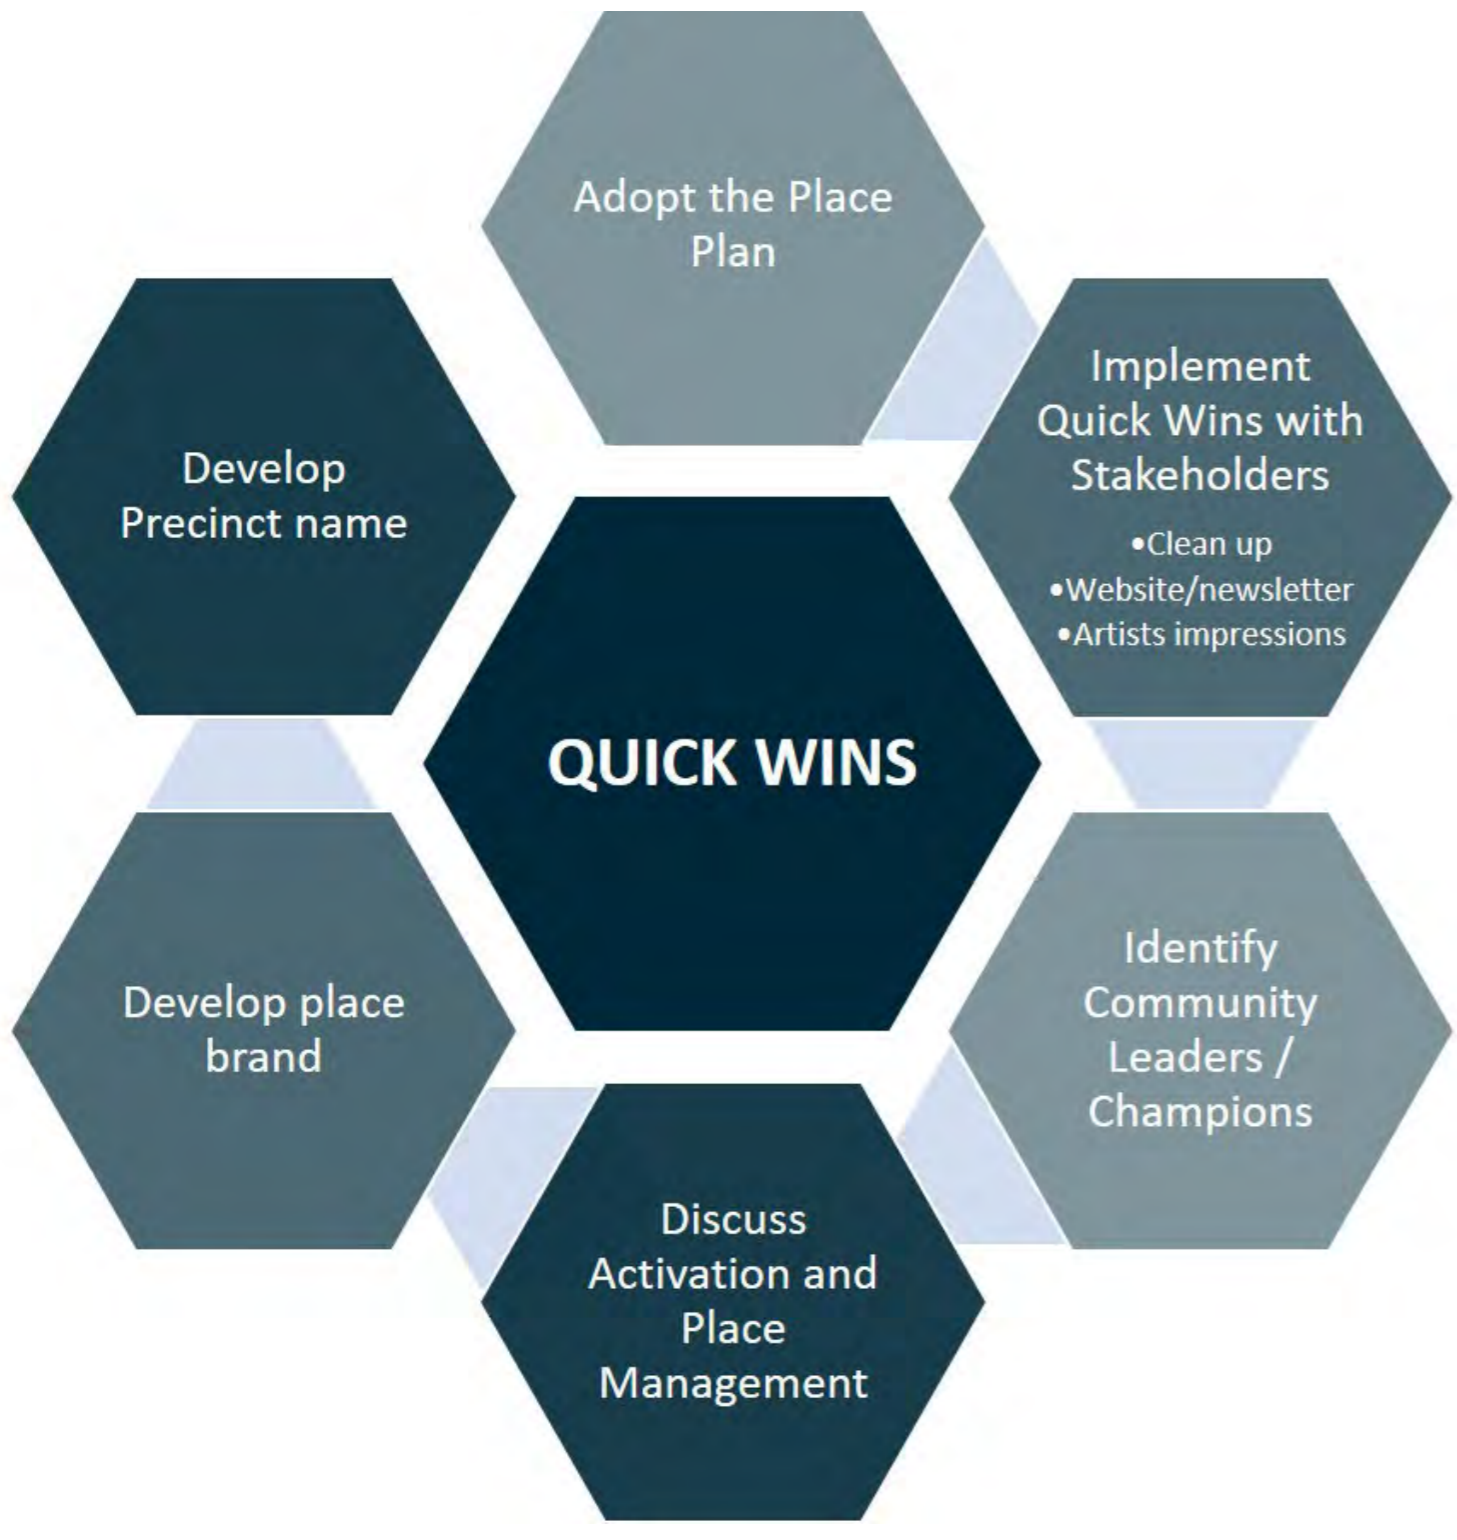 Adopt the Place
Plan
Implement
Quick Wins with
Stakeholders
•Clean up
•Website/newsletter
•Artists impressions
Identify
Community
Leaders /
Champions
Discuss
Activation and
Place
Management
Develop place
brand
Develop
Precinct name
QUICK WINS